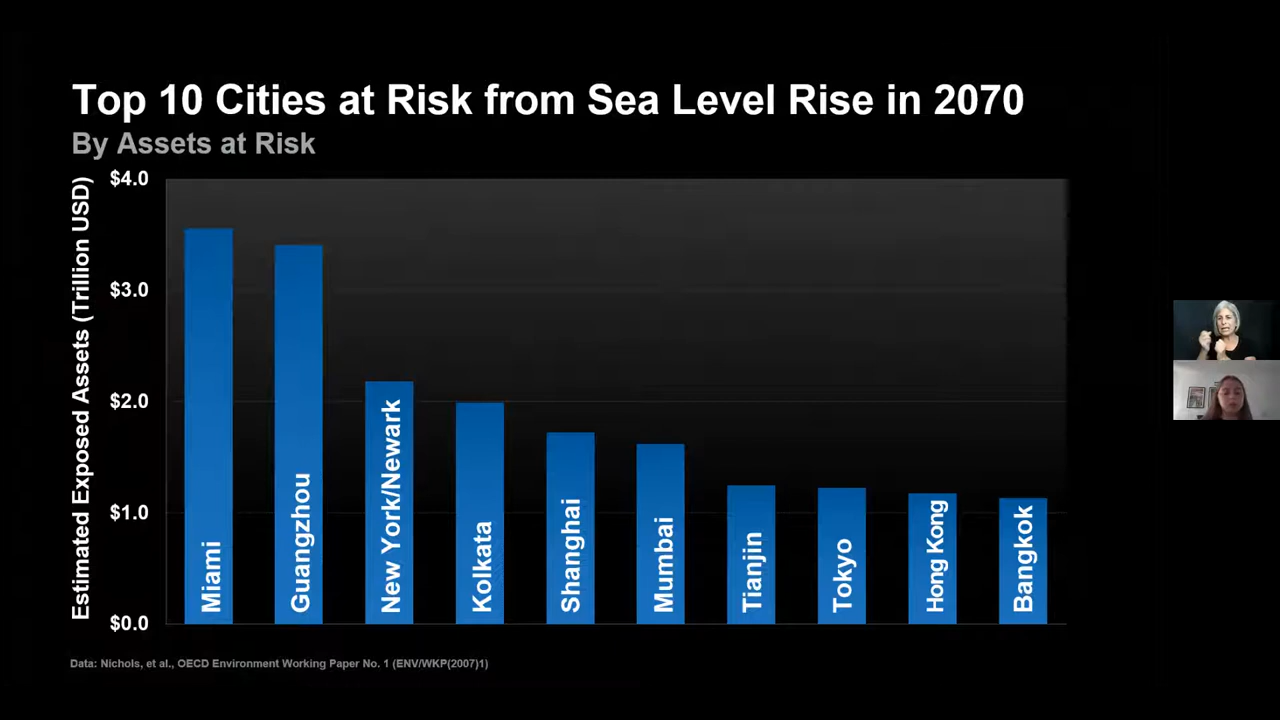 Top 10 Cities at Risk from Sea Level Rise in 2070
By Assets at Risk
Estimated Exposed Assets (Trillion USD)
$4.0
$3.0
$2.0
$1.0
$0.0
Miami
Guangzhou
New York/Newark
Kolkata
Shanghai
Mumbai
Tianjin
Tokyo
Hong Kong
Bangkok
Data: Nichols, et al., OECD Environment Working Paper No. 1 (ENV/WKP(2007)1)